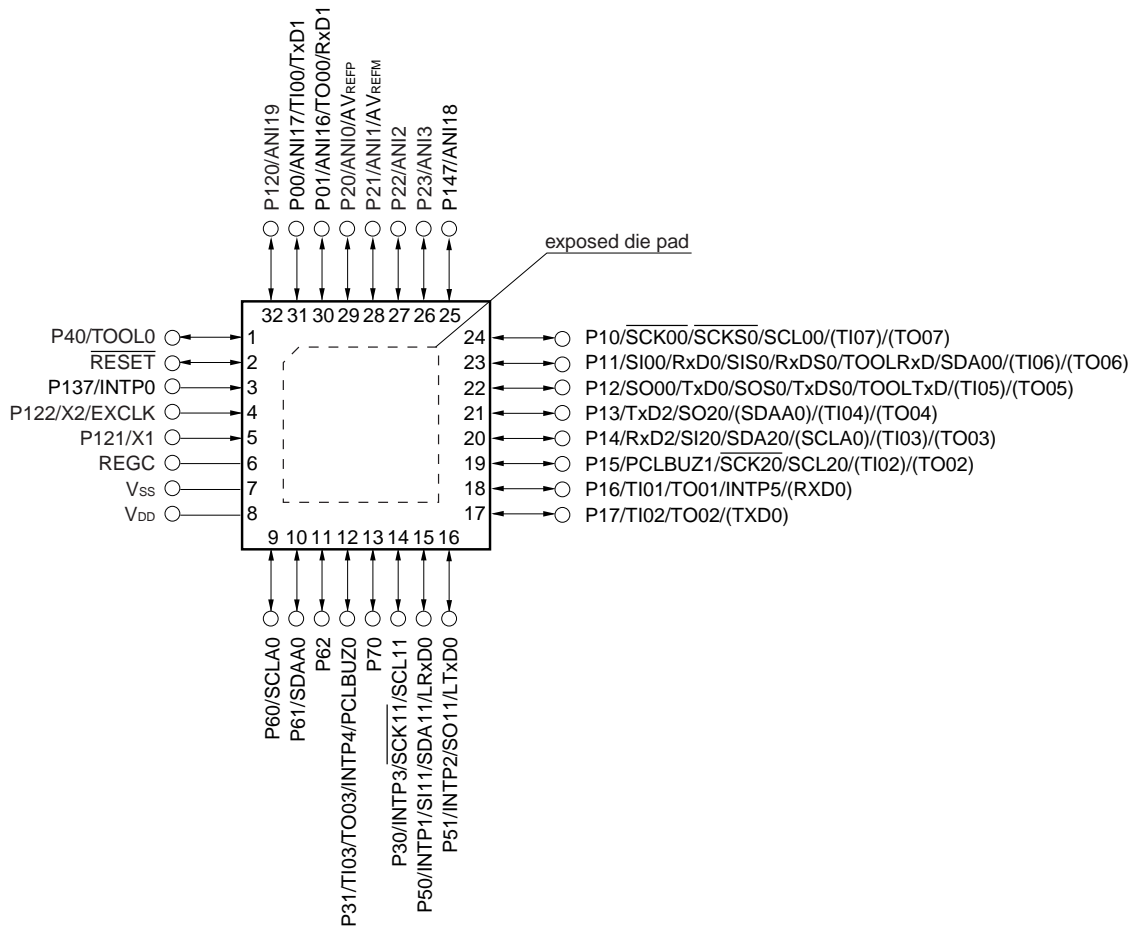 P120/ANI19
P00/ANI17/TI00/TxD1
P01/ANI16/TO00/RxD1
P20/ANI0/AVREFP
P21/ANI1/AVREFM
P22/ANI2
P23/ANI3
P147/ANI18
exposed die pad
32 31 30 29 28 27 26 25
P40/TOOL0 1
RESET 2
P137/INTP0 3
P122/X2/EXCLK 4
P121/X1 5
REGC 6
VSS 7
VDD 8
24 P10/SCK00/SCKS0/SCL00/(TI07)/(TO07)
23 P11/SI00/RxD0/SIS0/RxDS0/TOOLRxD/SDA00/(TI06)/(TO06)
22 P12/SO00/TxD0/SOS0/TxDS0/TOOLTxD/(TI05)/(TO05)
21 P13/TxD2/SO20/(SDAA0)/(TI04)/(TO04)
20 P14/RxD2/SI20/SDA20/(SCLA0)/(TI03)/(TO03)
19 P15/PCLBUZ1/SCK20/SCL20/(TI02)/(TO02)
18 P16/TI01/TO01/INTP5/(RXD0)
17 P17/TI02/TO02/(TXD0)
9 10 11 12 13 14 15 16
P60/SCLA0
P61/SDAA0
P62
P31/TI03/TO03/INTP4/PCLBUZ0
P70
P30/INTP3/SCK11/SCL11
P50/INTP1/SI11/SDA11/LRxD0
P51/INTP2/SO11/LTxD0